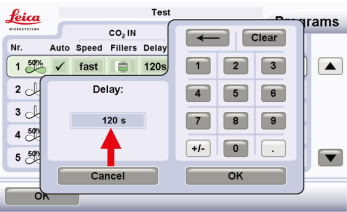 Leica
MICROSYSTEMS
Test
rams
CO₂ IN
Nr. Auto Speed Fillers Delay
1 50% ✓ fast 120s
2
3
4 50%
5 50%
Delay:
120 s
Cancel
OK
← Clear
1 2 3
4 5 6
7 8 9
+/- 0 .
OK